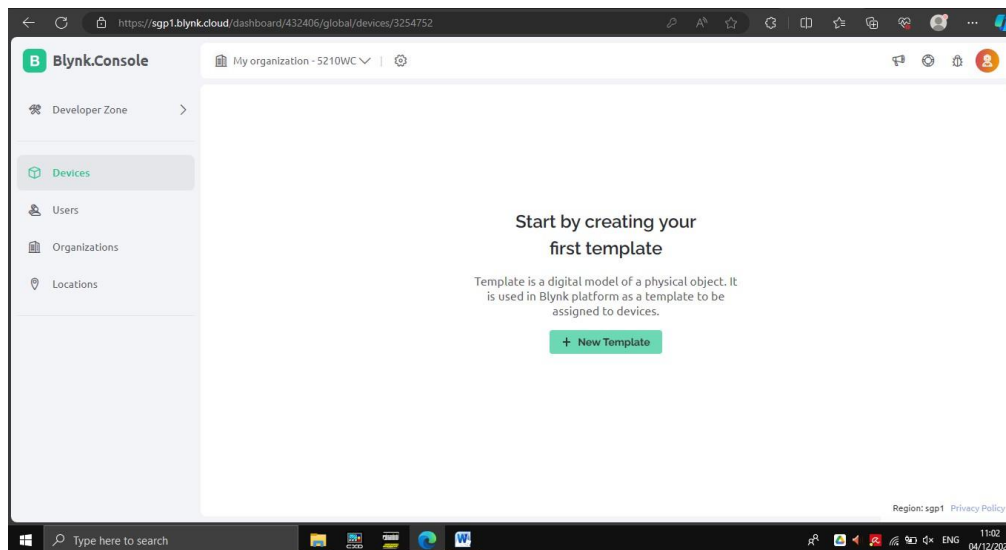 https://sgp1.blynk.cloud/dashboard/432406/global/devices/3254752
B Blynk.Console
My organization - 5210WC
Developer Zone
Devices
Users
Organizations
Locations
Start by creating your
first template
Template is a digital model of a physical object. It
is used in Blynk platform as a template to be
assigned to devices.
+ New Template
Region: sgp1 Privacy Policy
Type here to search
ENG
11:02